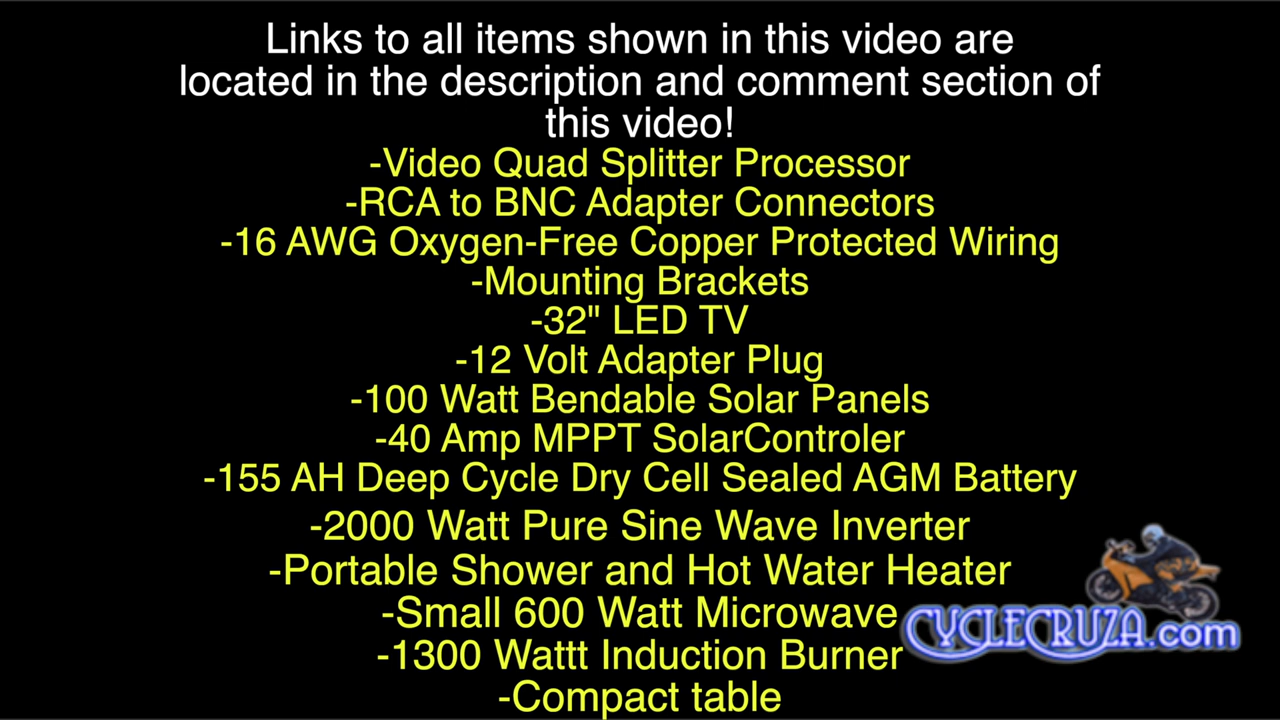 Links to all items shown in this video are
located in the description and comment section of
this video!
-Video Quad Splitter Processor
-RCA to BNC Adapter Connectors
-16 AWG Oxygen-Free Copper Protected Wiring
-Mounting Brackets
-32" LED TV
-12 Volt Adapter Plug
-100 Watt Bendable Solar Panels
-40 Amp MPPT SolarControler
-155 AH Deep Cycle Dry Cell Sealed AGM Battery
-2000 Watt Pure Sine Wave Inverter
-Portable Shower and Hot Water Heater
-Small 600 Watt Microwave
CYCLECRUZA.com
-1300 Wattt Induction Burner
-Compact table